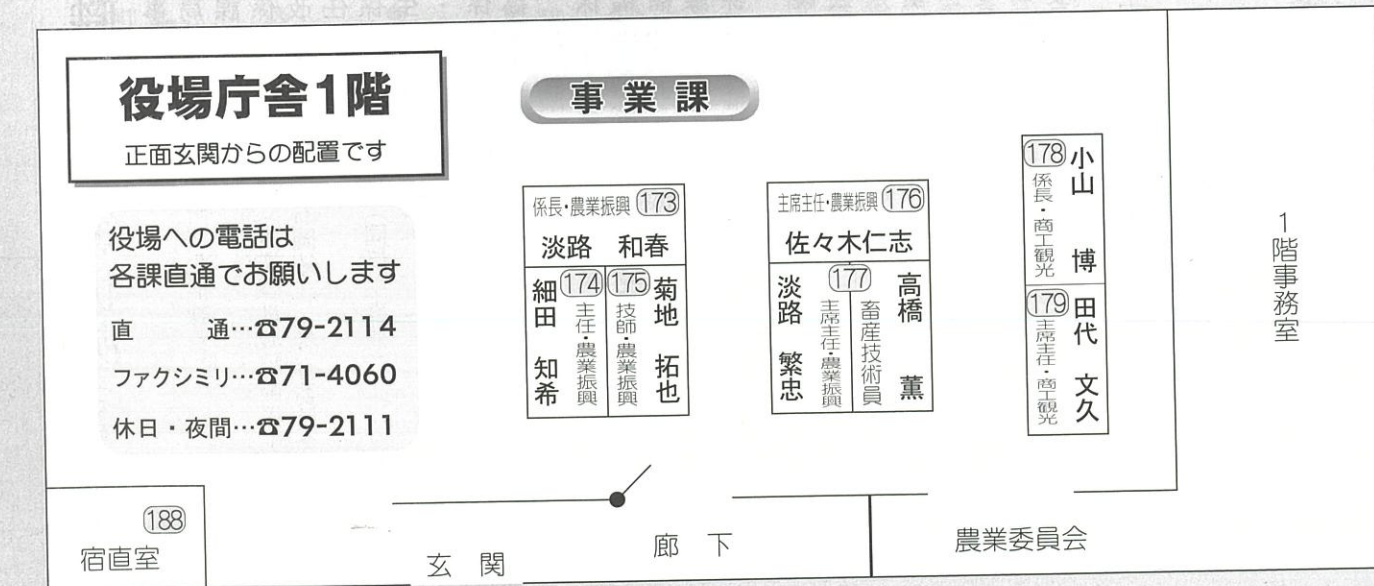 役場庁舎1階
正面玄関からの配置です
役場への電話は
各課直通でお願いします
直　　通…☎79-2114
ファクシミリ…☎71-4060
休日・夜間…☎79-2111
事業課
係長・農業振興 173
淡路　和春
細田　知希
174 主任・農業振興
175 技師・農業振興
菊地　拓也
主席主任・農業振興 176
佐々木仁志
淡路　繁忠
177
主席主任・農業振興
畜産技術員
高橋　薫
178 係長・商工観光
小山　博
179 主席主任・商工観光
田代　文久
1階事務室
188
宿直室
玄関
廊下
農業委員会